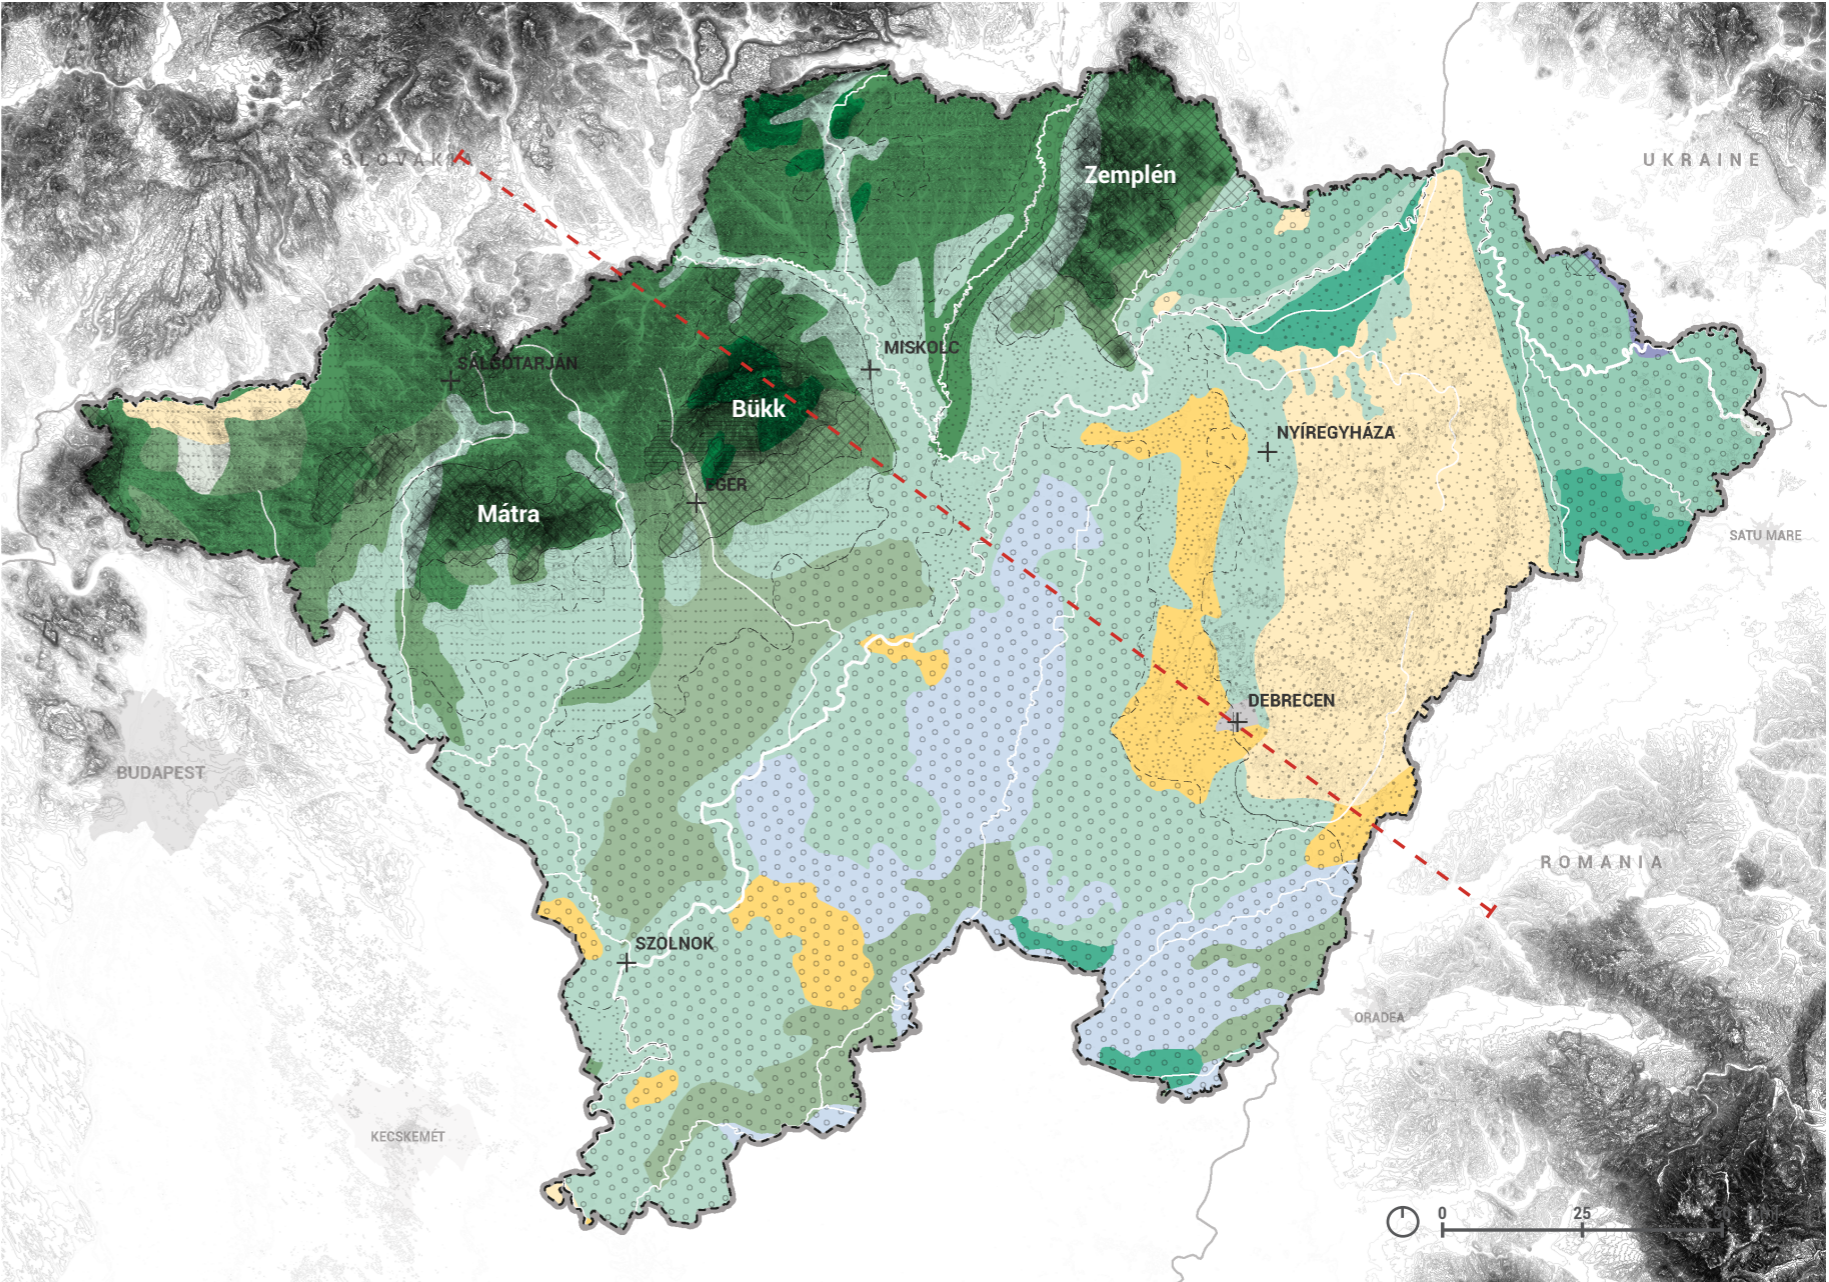 SLOVAKIA
UKRAINE
Zemplén
MISKOLC
SALGÓTARJÁN
Bükk
NYÍREGYHÁZA
EGER
Mátra
SATU MARE
DEBRECEN
BUDAPEST
ROMANIA
SZOLNOK
ORADEA
KECSKEMÉT
0 25 50